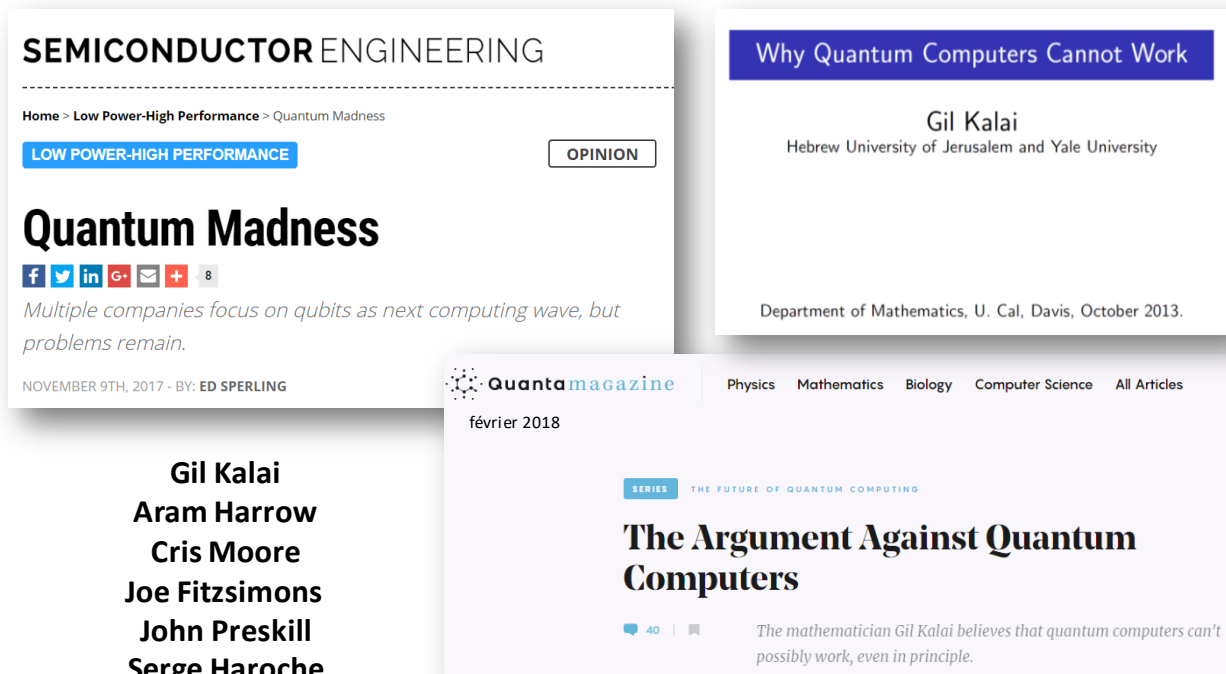 SEMICONDUCTOR ENGINEERING
Home > Low Power-High Performance > Quantum Madness
LOW POWER-HIGH PERFORMANCE
OPINION
Quantum Madness
8
Multiple companies focus on qubits as next computing wave, but
problems remain.
NOVEMBER 9TH, 2017 - BY: ED SPERLING
Why Quantum Computers Cannot Work
Gil Kalai
Hebrew University of Jerusalem and Yale University
Department of Mathematics, U. Cal, Davis, October 2013.
Quantamagazine
Physics Mathematics Biology Computer Science All Articles
février 2018
SERIES THE FUTURE OF QUANTUM COMPUTING
The Argument Against Quantum
Computers
40
The mathematician Gil Kalai believes that quantum computers can't
possibly work, even in principle.
Gil Kalai
Aram Harrow
Cris Moore
Joe Fitzsimons
John Preskill
Serge Haroche